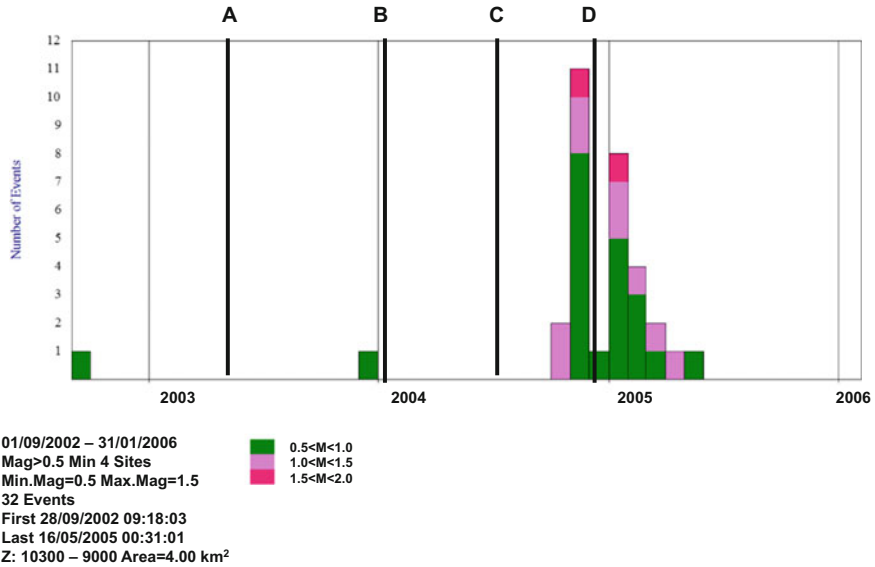 A B C D
12
11
10
9
8
7
6
5
4
3
2
1
Number of Events
2003 2004 2005 2006
01/09/2002 – 31/01/2006
Mag>0.5 Min 4 Sites
Min.Mag=0.5 Max.Mag=1.5
32 Events
First 28/09/2002 09:18:03
Last 16/05/2005 00:31:01
Z: 10300 – 9000 Area=4.00 km²
0.5<M<1.0
1.0<M<1.5
1.5<M<2.0